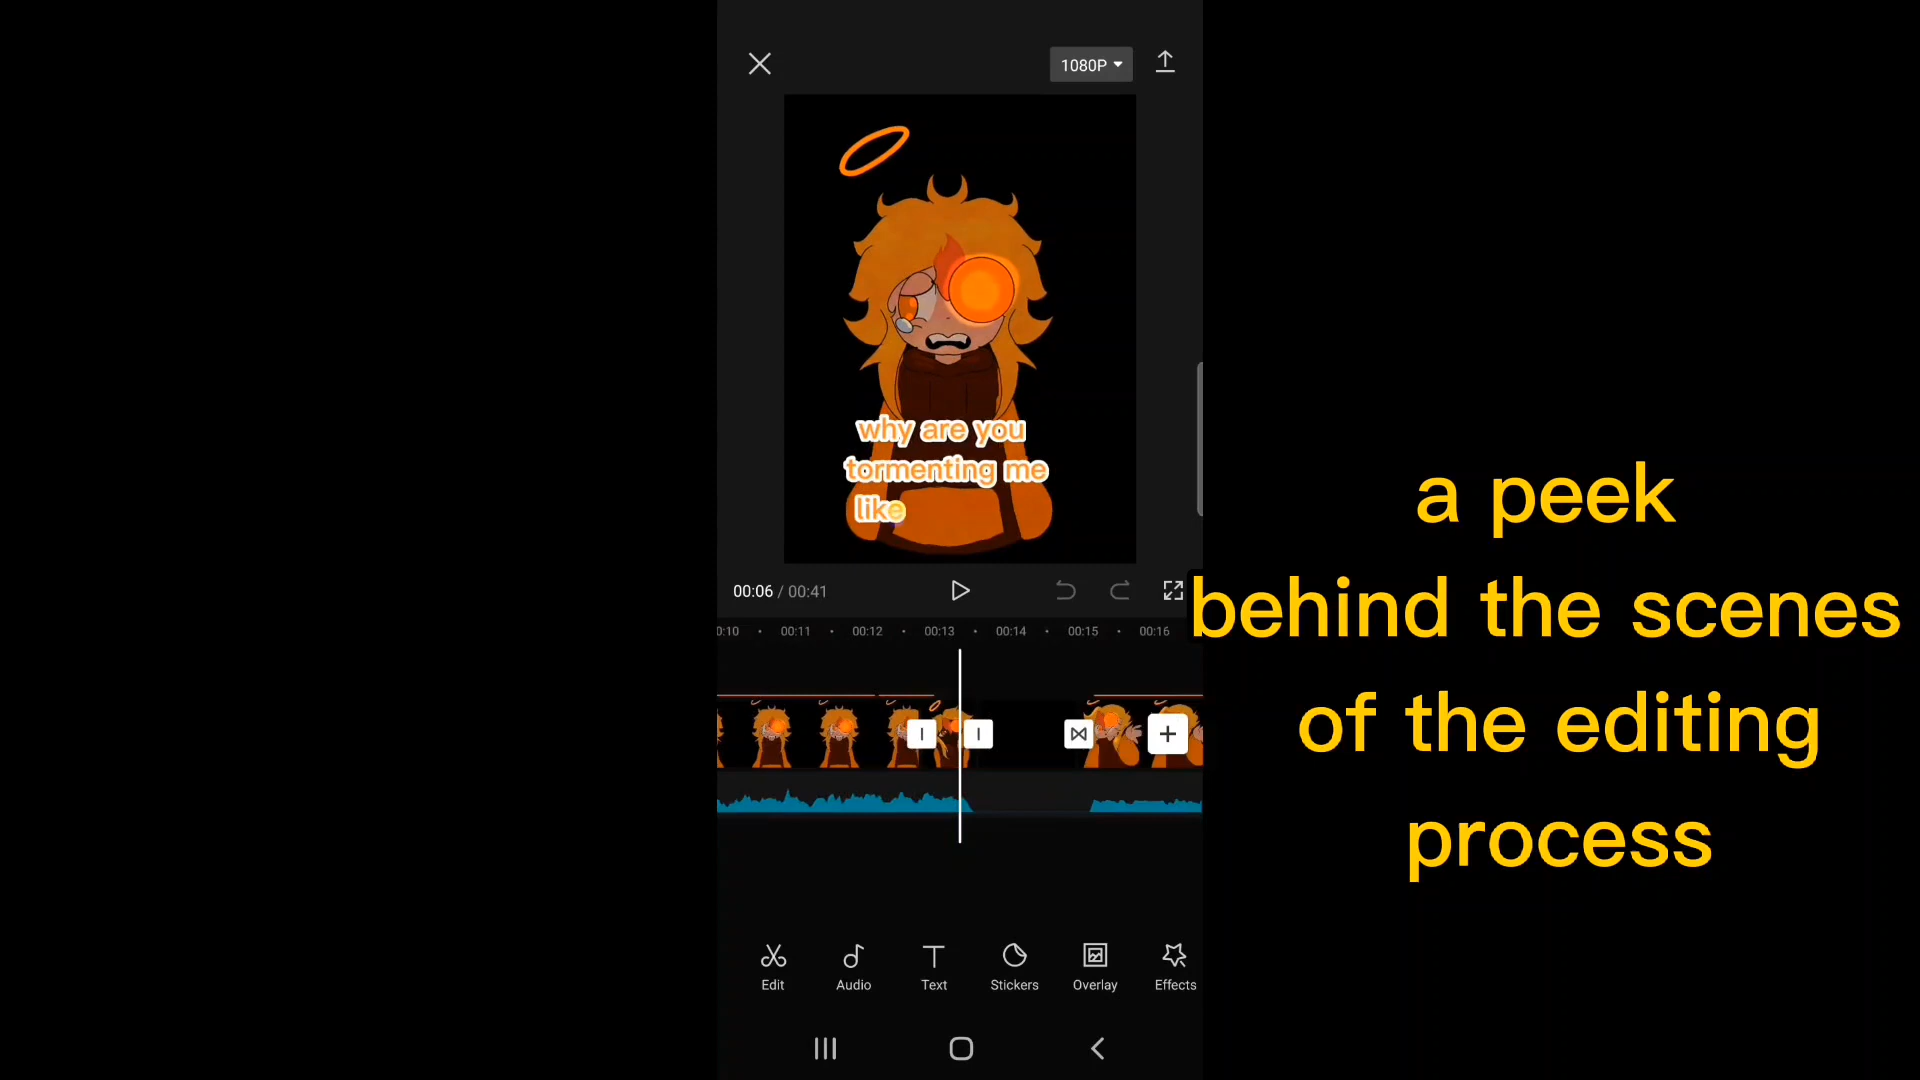 1080P
why are you
tormenting me
like
00:06 / 00:41
0:10 00:11 00:12 00:13 00:14 00:15 00:16
a peek
behind the scenes
of the editing
process
Edit Audio Text Stickers Overlay Effects